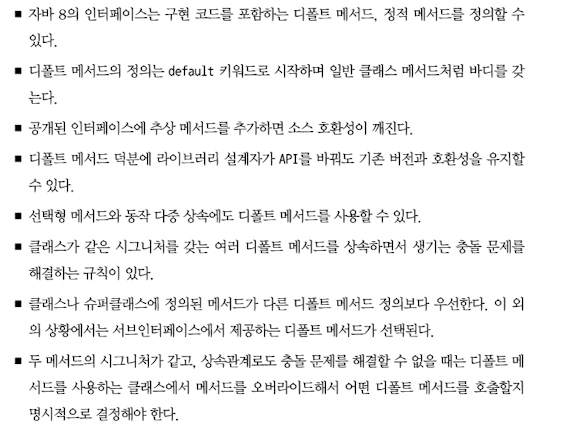 ■ 자바 8의 인터페이스는 구현 코드를 포함하는 디폴트 메서드, 정적 메서드를 정의할 수
있다.
■ 디폴트 메서드의 정의는 default 키워드로 시작하며 일반 클래스 메서드처럼 바디를 갖
는다.
■ 공개된 인터페이스에 추상 메서드를 추가하면 소스 호환성이 깨진다.
■ 디폴트 메서드 덕분에 라이브러리 설계자가 API를 바꿔도 기존 버전과 호환성을 유지할
수 있다.
■ 선택형 메서드와 동작 다중 상속에도 디폴트 메서드를 사용할 수 있다.
■ 클래스가 같은 시그니처를 갖는 여러 디폴트 메서드를 상속하면서 생기는 충돌 문제를
해결하는 규칙이 있다.
■ 클래스나 슈퍼클래스에 정의된 메서드가 다른 디폴트 메서드 정의보다 우선한다. 이 외
의 상황에서는 서브인터페이스에서 제공하는 디폴트 메서드가 선택된다.
■ 두 메서드의 시그니처가 같고, 상속관계로도 충돌 문제를 해결할 수 없을 때는 디폴트 메
서드를 사용하는 클래스에서 메서드를 오버라이드해서 어떤 디폴트 메서드를 호출할지
명시적으로 결정해야 한다.